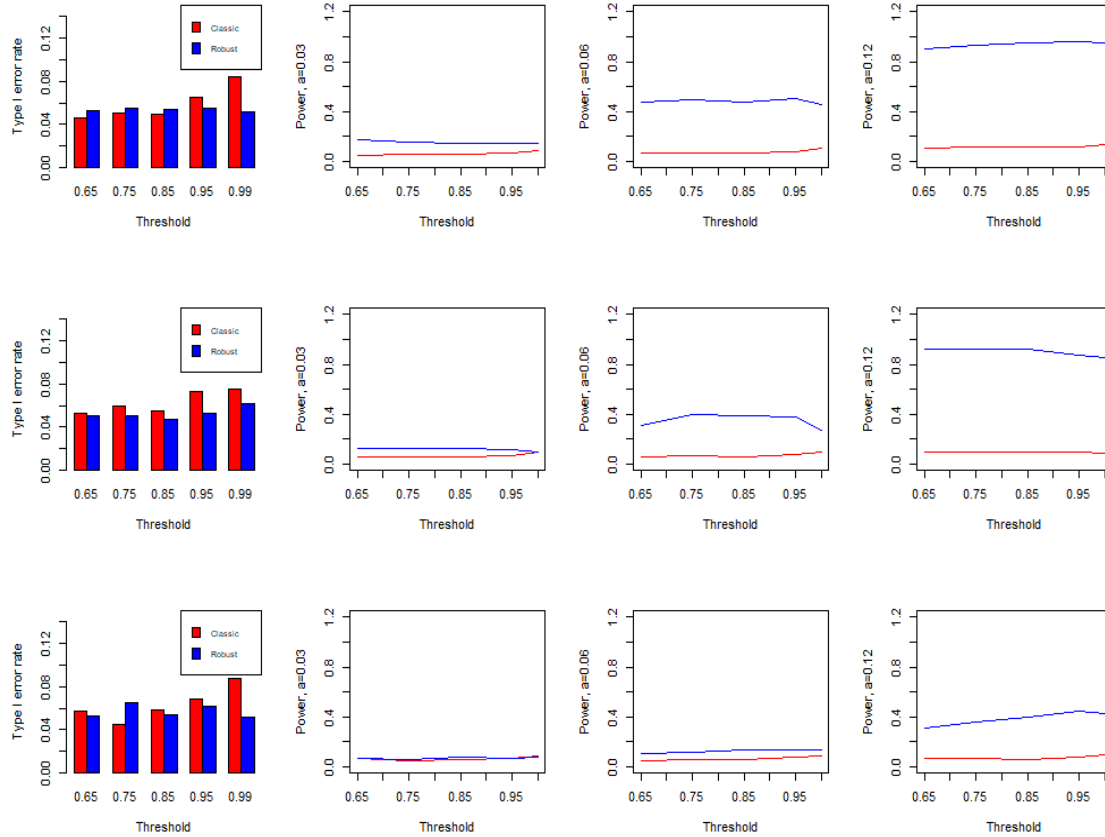 Type I error rate
0.00 0.04 0.08 0.12
Classic
Robust
0.65 0.75 0.85 0.95 0.99
Threshold
Power, a=0.03
0.0 0.4 0.8 1.2
0.65 0.75 0.85 0.95
Threshold
Power, a=0.06
0.0 0.4 0.8 1.2
0.65 0.75 0.85 0.95
Threshold
Power, a=0.12
0.0 0.4 0.8 1.2
0.65 0.75 0.85 0.95
Threshold
Type I error rate
0.00 0.04 0.08 0.12
Classic
Robust
0.65 0.75 0.85 0.95 0.99
Threshold
Power, a=0.03
0.0 0.4 0.8 1.2
0.65 0.75 0.85 0.95
Threshold
Power, a=0.06
0.0 0.4 0.8 1.2
0.65 0.75 0.85 0.95
Threshold
Power, a=0.12
0.0 0.4 0.8 1.2
0.65 0.75 0.85 0.95
Threshold
Type I error rate
0.00 0.04 0.08 0.12
Classic
Robust
0.65 0.75 0.85 0.95 0.99
Threshold
Power, a=0.03
0.0 0.4 0.8 1.2
0.65 0.75 0.85 0.95
Threshold
Power, a=0.06
0.0 0.4 0.8 1.2
0.65 0.75 0.85 0.95
Threshold
Power, a=0.12
0.0 0.4 0.8 1.2
0.65 0.75 0.85 0.95
Threshold